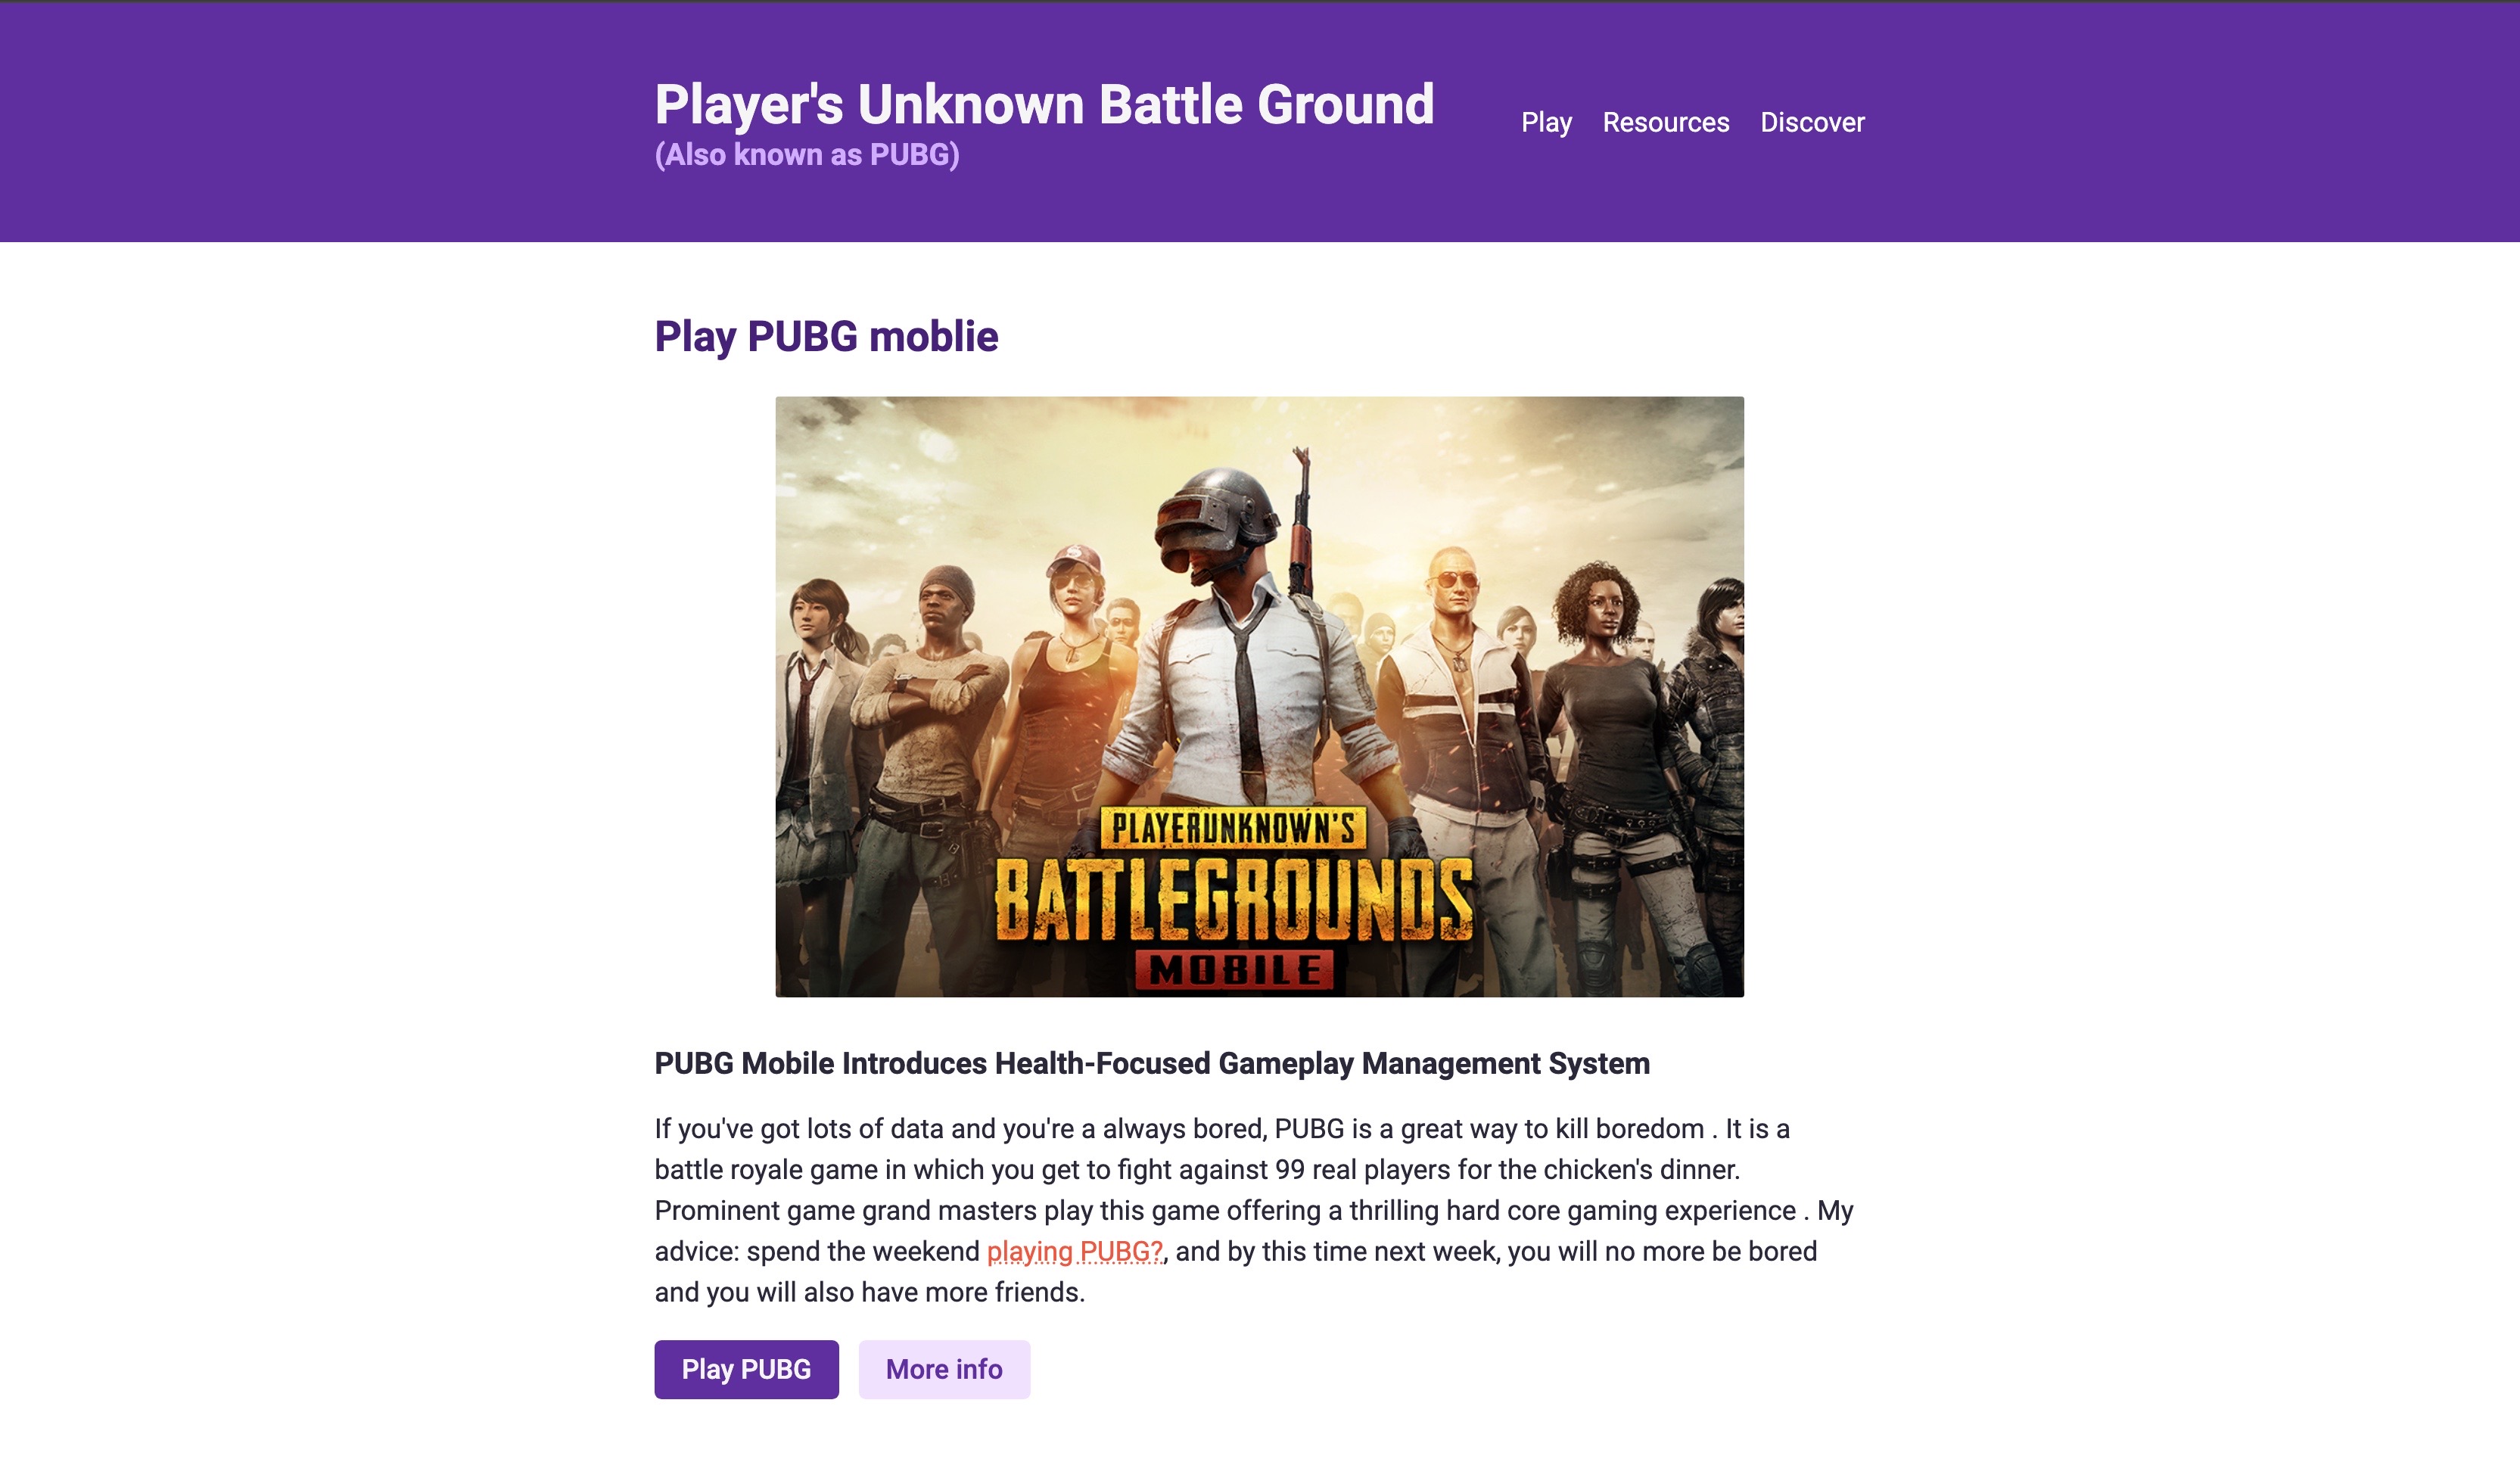 Player's Unknown Battle Ground
(Also known as PUBG)
Play Resources Discover
Play PUBG moblie
PLAYERUNKNOWN'S
BATTLEGROUNDS
MOBILE
PUBG Mobile Introduces Health-Focused Gameplay Management System
If you've got lots of data and you're a always bored, PUBG is a great way to kill boredom . It is a
battle royale game in which you get to fight against 99 real players for the chicken's dinner.
Prominent game grand masters play this game offering a thrilling hard core gaming experience . My
advice: spend the weekend playing PUBG?, and by this time next week, you will no more be bored
and you will also have more friends.
Play PUBG More info